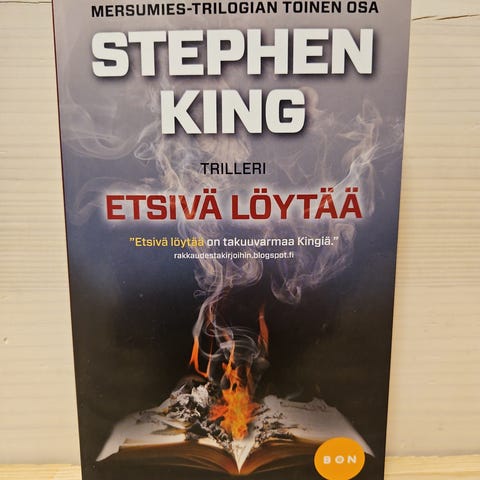 MERSUMIES-TRILOGIAN TOINEN OSA
STEPHEN
KING
TRILLERI
ETSIVÄ LÖYTÄÄ
"Etsivä löytää on takuuvarmaa Kingiä."
rakkaudestakirjoihin.blogspot.fi
BON